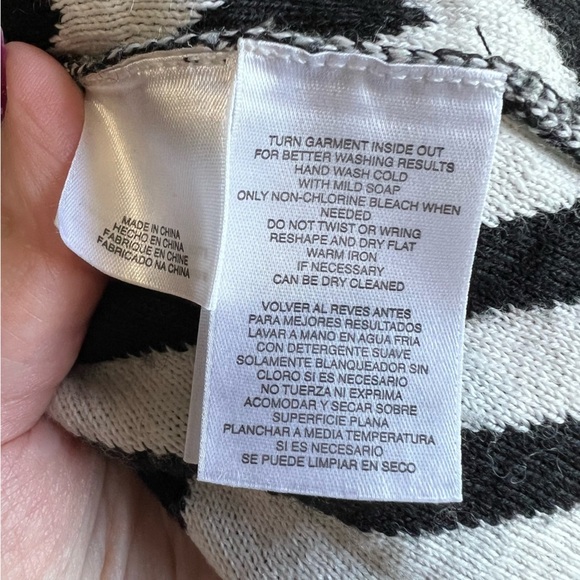 MADE IN CHINA
HECHO EN CHINA
FABRIQUE EN CHINE
FABRICADO NA CHINA
TURN GARMENT INSIDE OUT
FOR BETTER WASHING RESULTS
HAND WASH COLD
WITH MILD SOAP
ONLY NON-CHLORINE BLEACH WHEN
NEEDED
DO NOT TWIST OR WRING
RESHAPE AND DRY FLAT
WARM IRON
IF NECESSARY
CAN BE DRY CLEANED
VOLVER AL REVES ANTES
PARA MEJORES RESULTADOS
LAVAR A MANO EN AGUA FRIA
CON DETERGENTE SUAVE
SOLAMENTE BLANQUEADOR SIN
CLORO SI ES NECESARIO
NO TUERZA NI EXPRIMA
ACOMODAR Y SECAR SOBRE
SUPERFICIE PLANA
PLANCHAR A MEDIA TEMPERATURA
SI ES NECESARIO
SE PUEDE LIMPIAR EN SECO